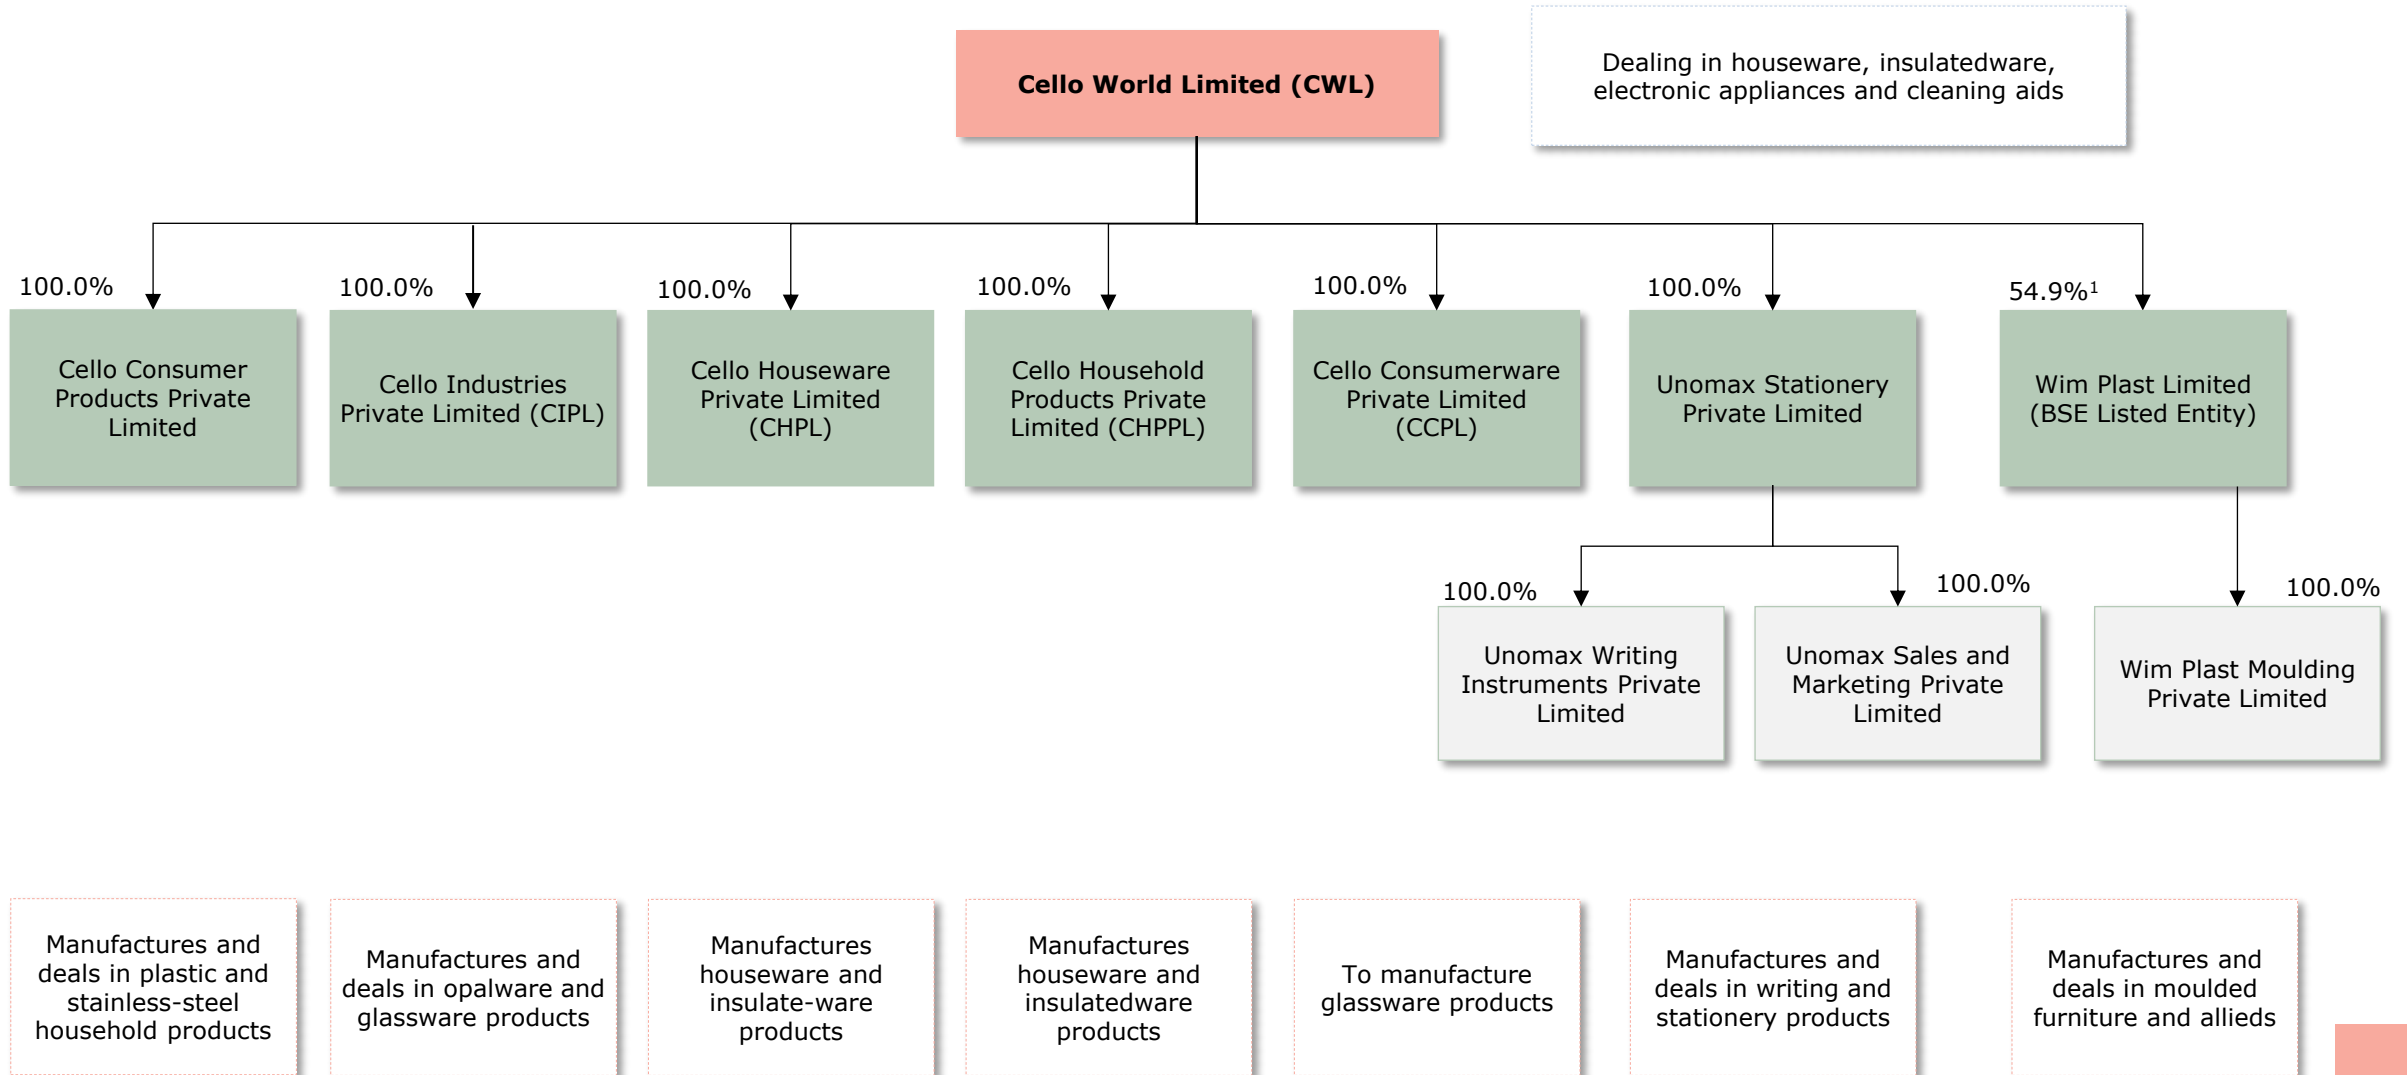 Cello World Limited (CWL)
Dealing in houseware, insulatedware,
electronic appliances and cleaning aids
100.0%
100.0%
100.0%
100.0%
100.0%
100.0%
54.9%¹
Cello Consumer
Products Private
Limited
Cello Industries
Private Limited (CIPL)
Cello Houseware
Private Limited
(CHPL)
Cello Household
Products Private
Limited (CHPPL)
Cello Consumerware
Private Limited
(CCPL)
Unomax Stationery
Private Limited
Wim Plast Limited
(BSE Listed Entity)
100.0%
100.0%
100.0%
Unomax Writing
Instruments Private
Limited
Unomax Sales and
Marketing Private
Limited
Wim Plast Moulding
Private Limited
Manufactures and
deals in plastic and
stainless-steel
household products
Manufactures and
deals in opalware and
glassware products
Manufactures
houseware and
insulate-ware
products
Manufactures
houseware and
insulatedware
products
To manufacture
glassware products
Manufactures and
deals in writing and
stationery products
Manufactures and
deals in moulded
furniture and allieds